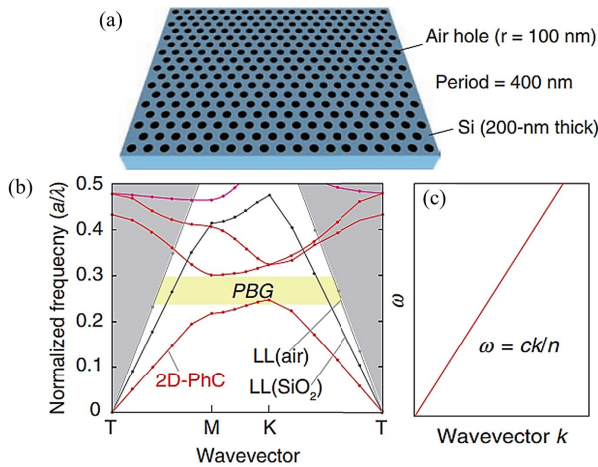 (a)
Air hole (r = 100 nm)
Period = 400 nm
Si (200-nm thick)
(b)
Normalized frequecny (a/λ)
0.5
0.4
0.3
0.2
0.1
0
PBG
2D-PhC
LL(air)
LL(SiO₂)
T
M
K
T
Wavevector
(c)
ω
ω = ck/n
Wavevector k